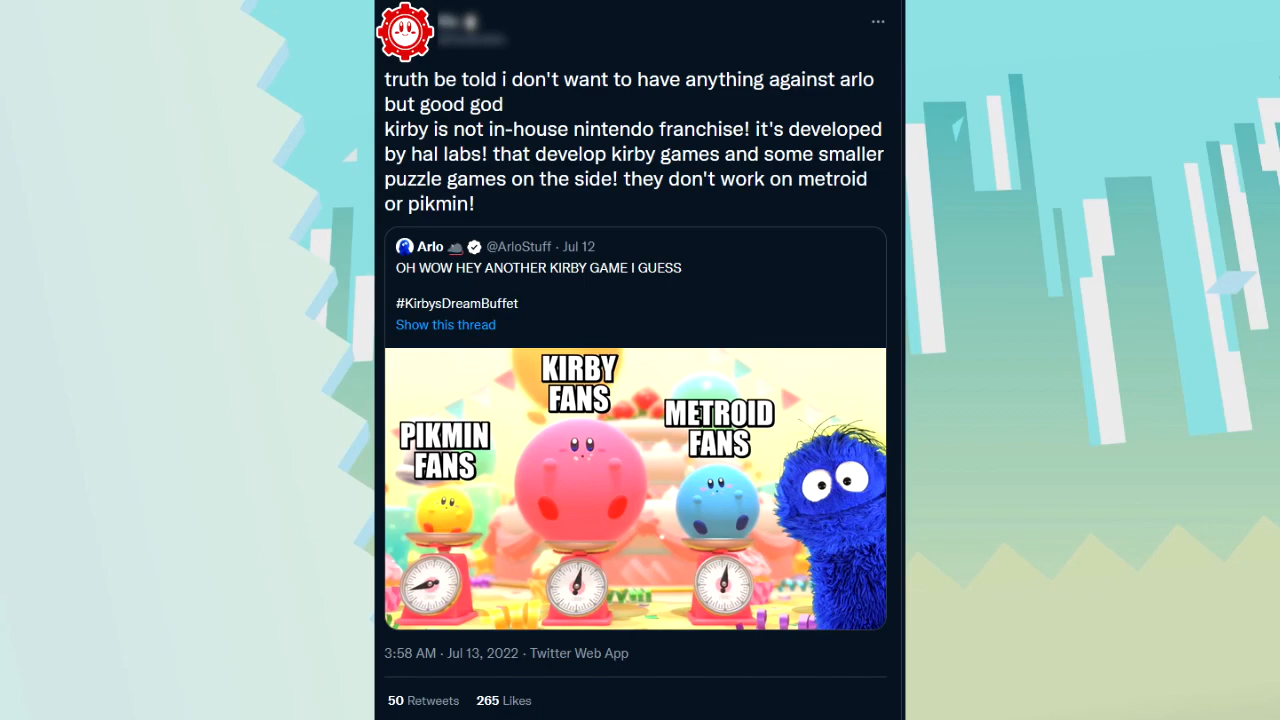 truth be told i don't want to have anything against arlo
but good god
kirby is not in-house nintendo franchise! it's developed
by hal labs! that develop kirby games and some smaller
puzzle games on the side! they don't work on metroid
or pikmin!
Arlo @ArloStuff · Jul 12
OH WOW HEY ANOTHER KIRBY GAME I GUESS
#KirbysDreamBuffet
Show this thread
KIRBY
FANS
METROID
FANS
PIKMIN
FANS
3:58 AM · Jul 13, 2022 · Twitter Web App
50 Retweets 265 Likes